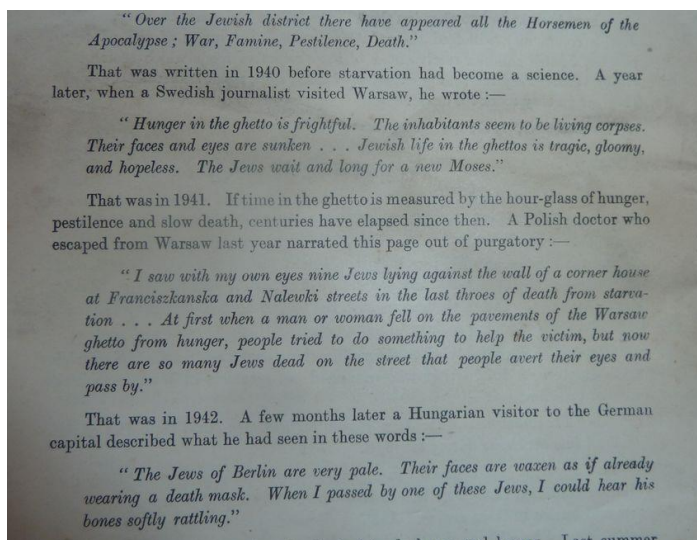 “ Over the Jewish district there have appeared all the Horsemen of the
Apocalypse ; War, Famine, Pestilence, Death.”
That was written in 1940 before starvation had become a science. A year
later, when a Swedish journalist visited Warsaw, he wrote :—
“ Hunger in the ghetto is frightful. The inhabitants seem to be living corpses.
Their faces and eyes are sunken . . . Jewish life in the ghettos is tragic, gloomy,
and hopeless. The Jews wait and long for a new Moses.”
That was in 1941. If time in the ghetto is measured by the hour-glass of hunger,
pestilence and slow death, centuries have elapsed since then. A Polish doctor who
escaped from Warsaw last year narrated this page out of purgatory :—
“ I saw with my own eyes nine Jews lying against the wall of a corner house
at Franciszkanska and Nalewki streets in the last throes of death from starva-
tion . . . At first when a man or woman fell on the pavements of the Warsaw
ghetto from hunger, people tried to do something to help the victim, but now
there are so many Jews dead on the street that people avert their eyes and
pass by.”
That was in 1942. A few months later a Hungarian visitor to the German
capital described what he had seen in these words :—
“ The Jews of Berlin are very pale. Their faces are waxen as if already
wearing a death mask. When I passed by one of these Jews, I could hear his
bones softly rattling.”
Last summer